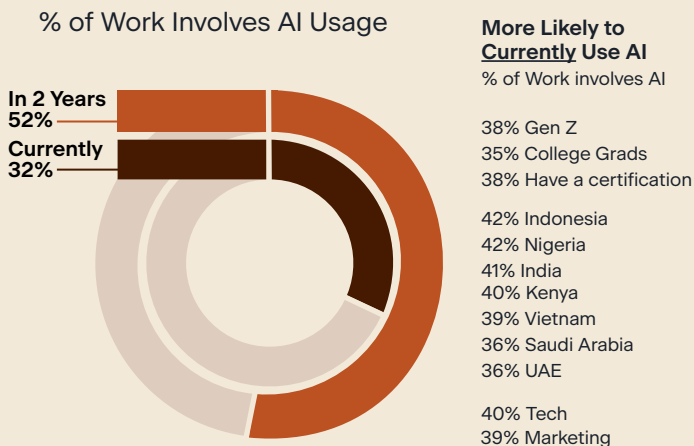 % of Work Involves AI Usage
In 2 Years
52%
Currently
32%
More Likely to
Currently Use AI
% of Work involves AI
38% Gen Z
35% College Grads
38% Have a certification
42% Indonesia
42% Nigeria
41% India
40% Kenya
39% Vietnam
36% Saudi Arabia
36% UAE
40% Tech
39% Marketing